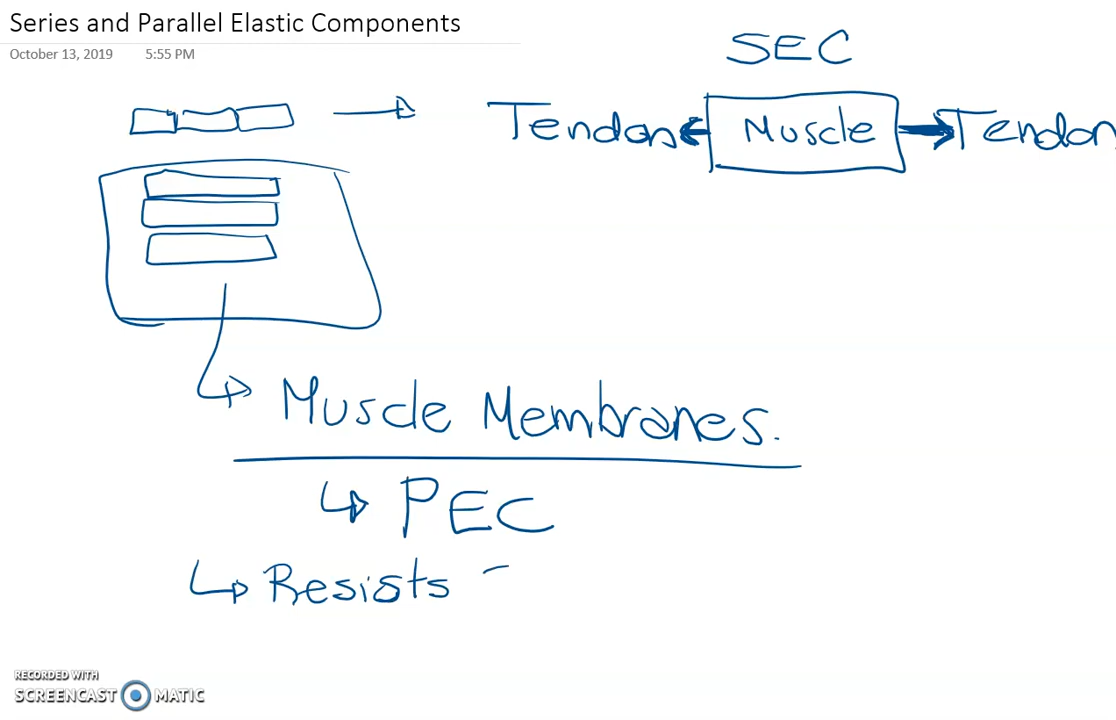 Series and Parallel Elastic Components
October 13, 2019 5:55 PM
SEC
Tendon Muscle Tendon
Muscle Membranes.
PEC
Resists
RECORDED WITH
SCREENCAST MATIC